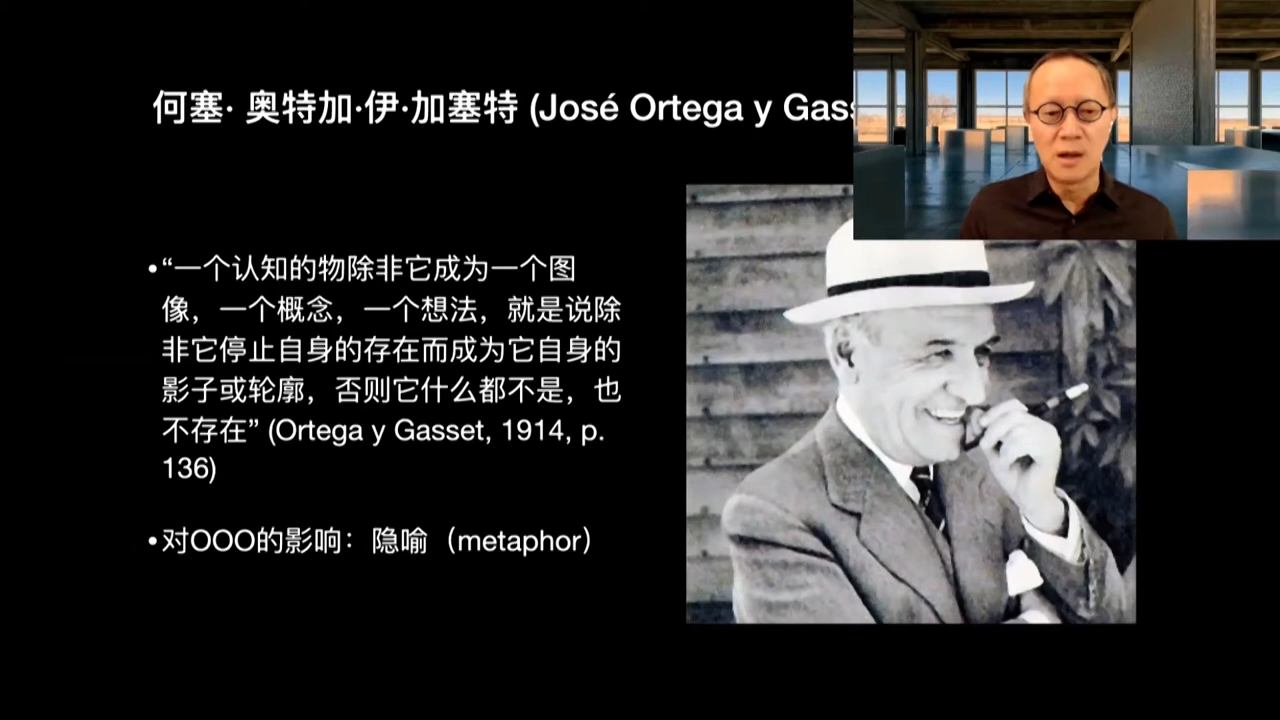 何塞· 奥特加·伊·加塞特 (José Ortega y Gass
•“一个认知的物除非它成为一个图
像，一个概念，一个想法，就是说除
非它停止自身的存在而成为它自身的
影子或轮廓，否则它什么都不是，也
不存在” (Ortega y Gasset, 1914, p.
136)
•对OOO的影响：隐喻（metaphor）